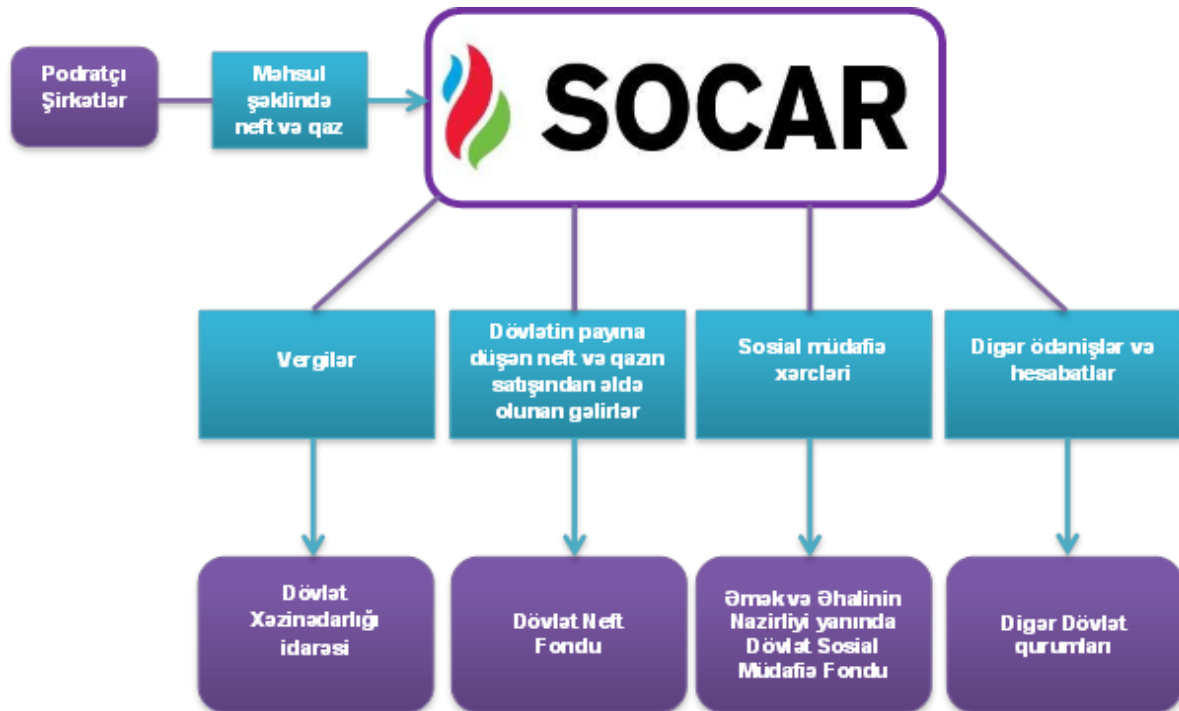 Podratçı
Şirkətlər
Məhsul
şəklində
neft və qaz
SOCAR
Vergilər
Dövlətin payına
düşən neft və qazın
satışından əldə
olunan gəlirlər
Sosial müdafiə
xərcləri
Digər ödənişlər və
hesabatlar
Dövlət
Xəzinədarlığı
idarəsi
Dövlət Neft
Fondu
Əmək və Əhalinin
Nazirliyi yanında
Dövlət Sosial
Müdafiə Fondu
Digər Dövlət
qurumları